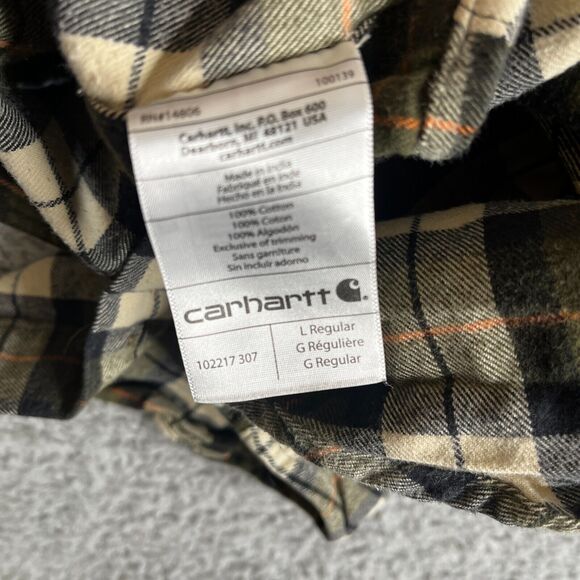 RN#14806 100139
Carhartt, Inc. P.O. Box 600
Dearborn, MI 48121 USA
carhartt.com
Made in India
Fabriqué en Inde
Hecho en la India
100% Cotton
100% Coton
100% Algodón
Exclusive of trimming
Sans garniture
Sin incluir adorno
carhartt
102217 307
L Regular
G Régulière
G Regular